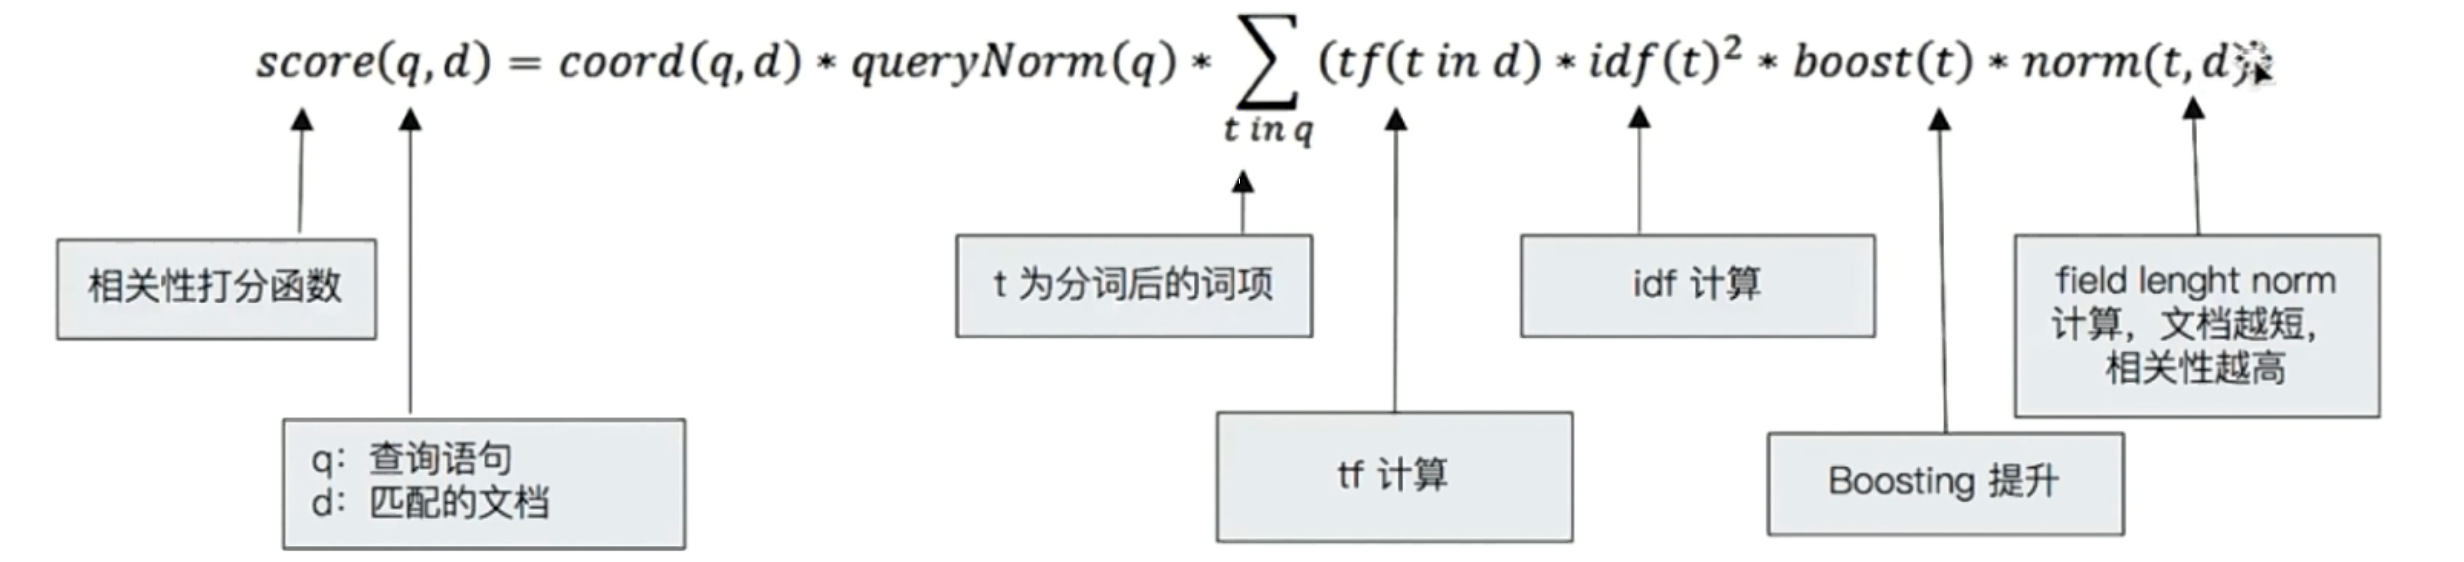 score(q,d) = coord(q,d) * queryNorm(q) * ∑ (tf(t in d) * idf(t)² * boost(t) * norm(t,d))
t in q
相关性打分函数
t 为分词后的词项
idf 计算
field lenght norm
计算，文档越短，
相关性越高
q：查询语句
d：匹配的文档
tf 计算
Boosting 提升